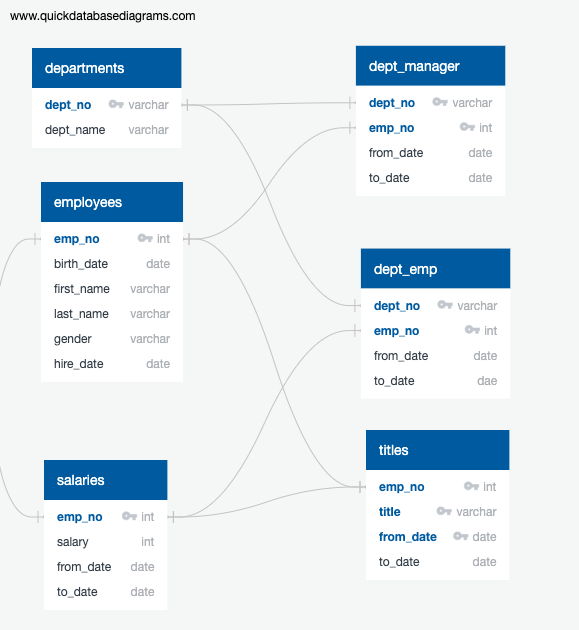 www.quickdatabasediagrams.com
departments
dept_no varchar
dept_name varchar
employees
emp_no int
birth_date date
first_name varchar
last_name varchar
gender varchar
hire_date date
salaries
emp_no int
salary int
from_date date
to_date date
dept_manager
dept_no varchar
emp_no int
from_date date
to_date date
dept_emp
dept_no varchar
emp_no int
from_date date
to_date dae
titles
emp_no int
title varchar
from_date date
to_date date